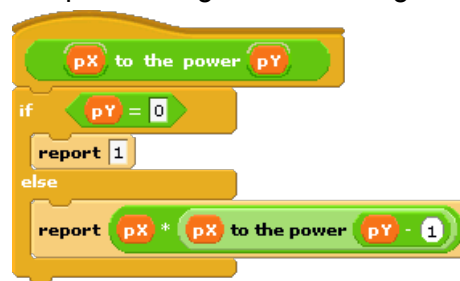 pX to the power pY
if pY = 0
report 1
else
report pX * pX to the power pY - 1